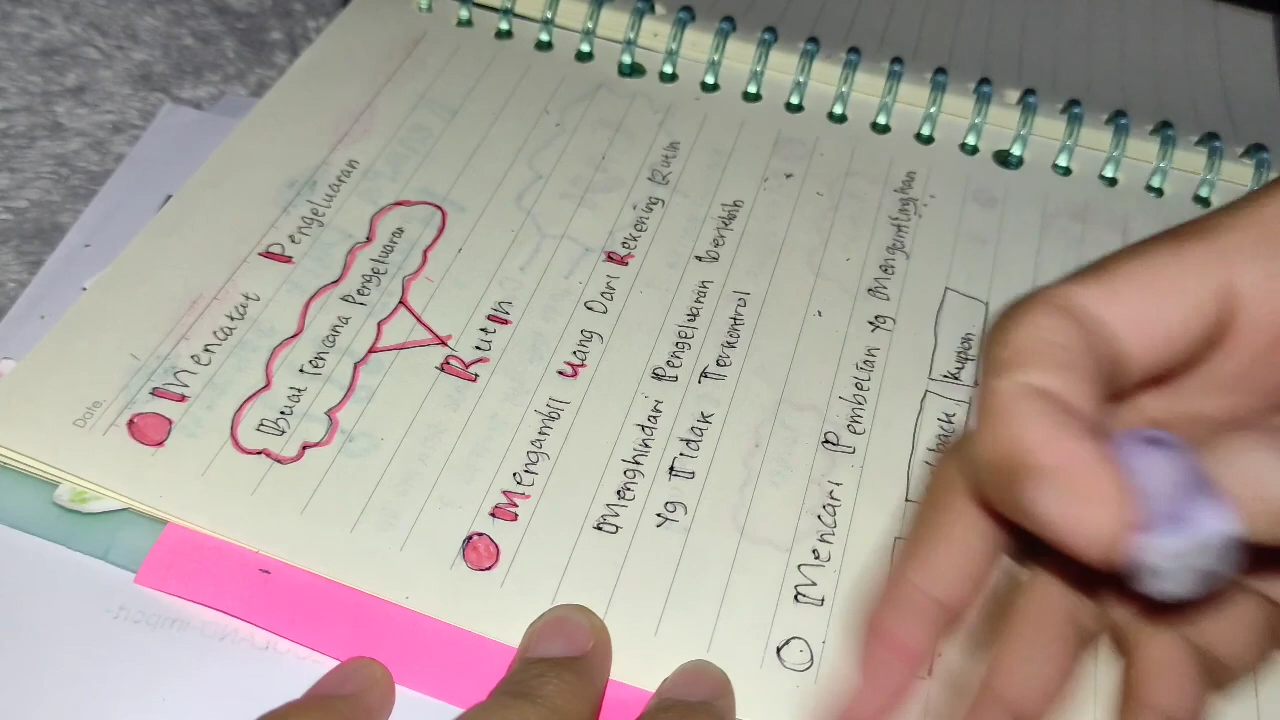 Date.
Mencatat Pengeluaran
Buat rencana Pengeluaran
Rutin
Mengambil uang Dari Rekening Rutin
Menghindari Pengeluaran berlebih
Yg Tidak Terkontrol
Mencari Pembelian Yg Menguntungkan
back
Kupon